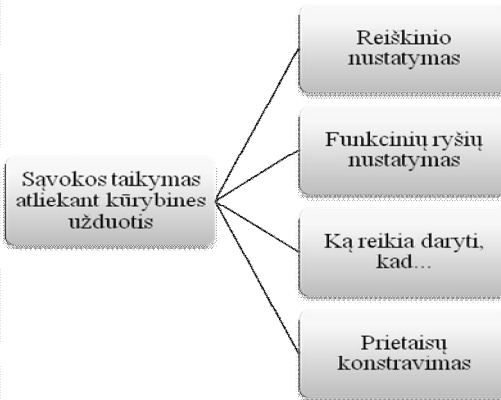 Sąvokos taikymas
atliekant kūrybines
užduotis
Reiškinio
nustatymas
Funkcinių ryšių
nustatymas
Ką reikia daryti,
kad...
Prietaisų
konstravimas